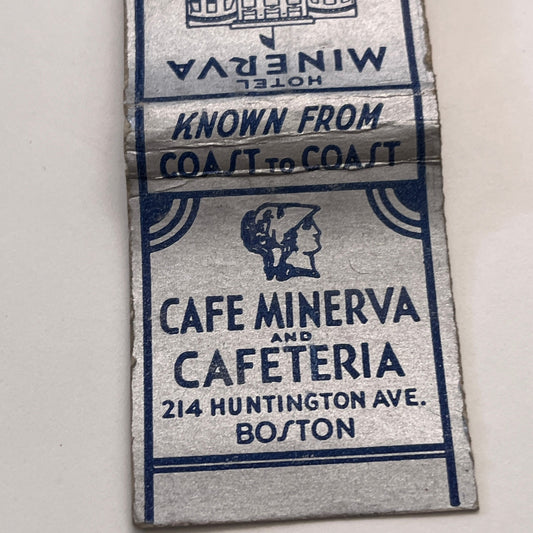 HOTEL
MINERVA
KNOWN FROM
COAST TO COAST
CAFE MINERVA
AND
CAFETERIA
214 HUNTINGTON AVE.
BOSTON